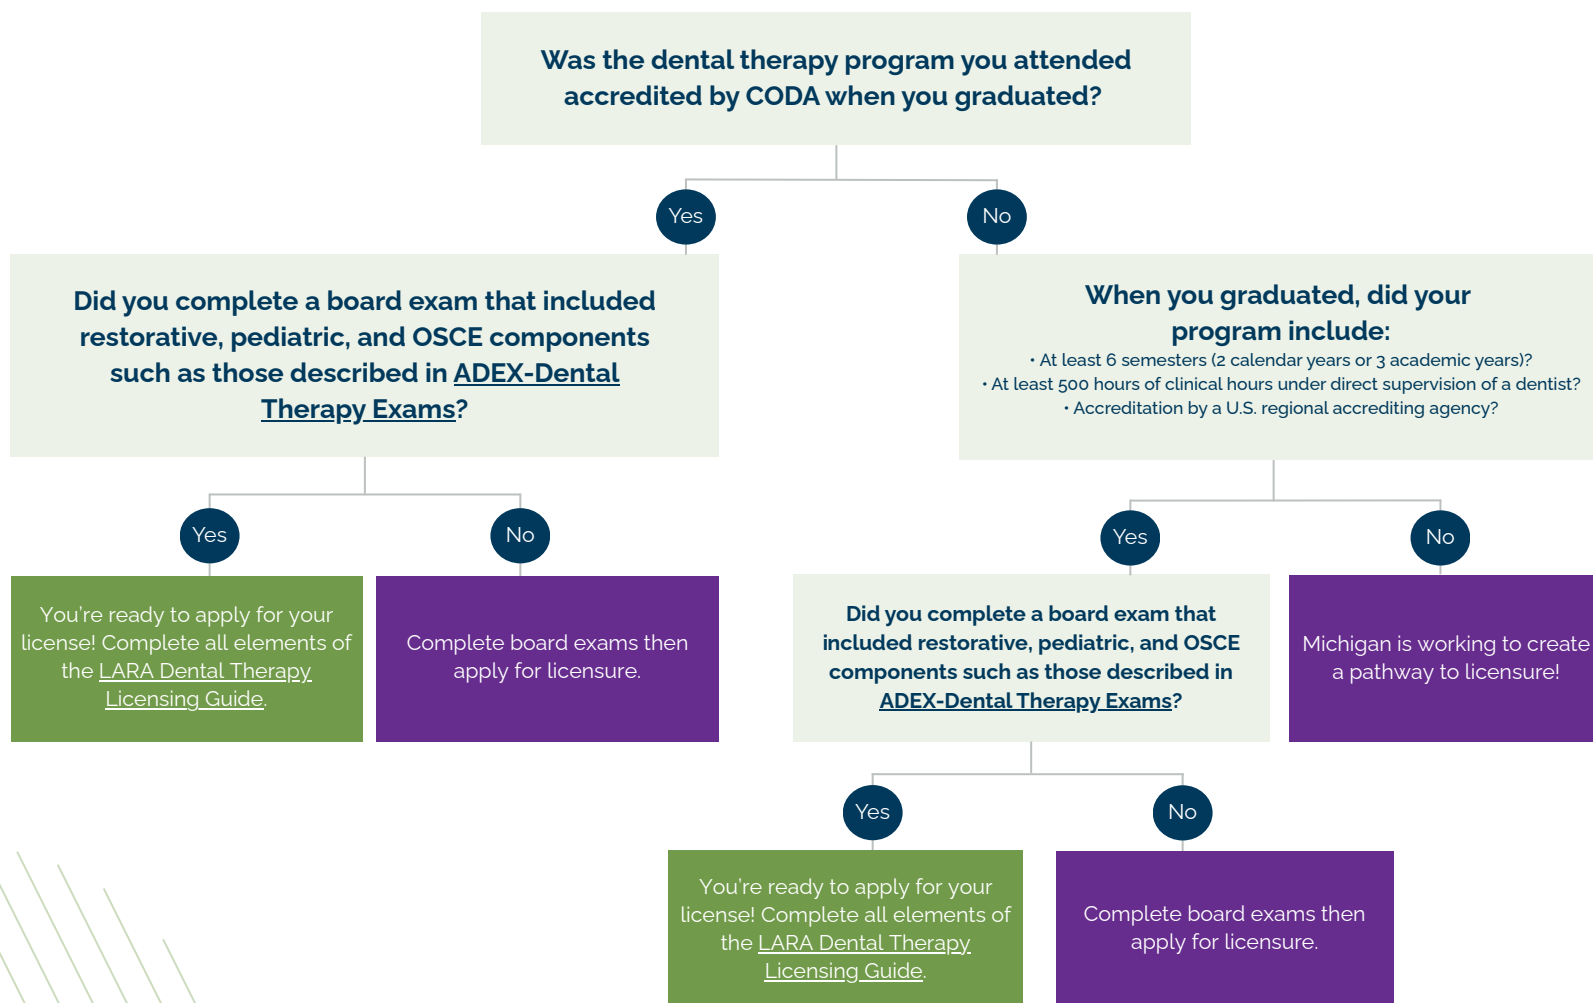 Was the dental therapy program you attended
accredited by CODA when you graduated?
Yes
No
Did you complete a board exam that included
restorative, pediatric, and OSCE components
such as those described in ADEX-Dental
Therapy Exams?
When you graduated, did your
program include:
• At least 6 semesters (2 calendar years or 3 academic years)?
• At least 500 hours of clinical hours under direct supervision of a dentist?
• Accreditation by a U.S. regional accrediting agency?
Yes
No
Yes
No
You're ready to apply for your
license! Complete all elements of
the LARA Dental Therapy
Licensing Guide.
Complete board exams then
apply for licensure.
Did you complete a board exam that
included restorative, pediatric, and OSCE
components such as those described in
ADEX-Dental Therapy Exams?
Michigan is working to create
a pathway to licensure!
Yes
No
You're ready to apply for your
license! Complete all elements of
the LARA Dental Therapy
Licensing Guide.
Complete board exams then
apply for licensure.